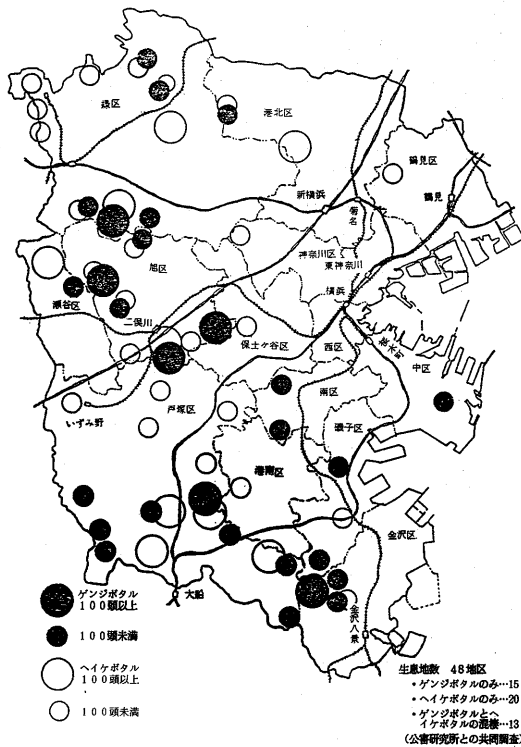 緑区
港北区
鶴見区
新横浜
鶴見
菊名
神奈川区
東神奈川
旭区
横浜
瀬谷区
二俣川
保土ケ谷区
西区
桜木町
中区
南区
戸塚区
いずみ野
磯子区
港南区
金沢区
大船
金沢八景
ゲンジボタル
100頭以上
100頭未満
ヘイケボタル
100頭以上
100頭未満
生息地数 48地区
・ゲンジボタルのみ…15
・ヘイケボタルのみ…20
・ゲンジボタルとヘ
イケボタルの混棲…13
(公害研究所との共同調査)